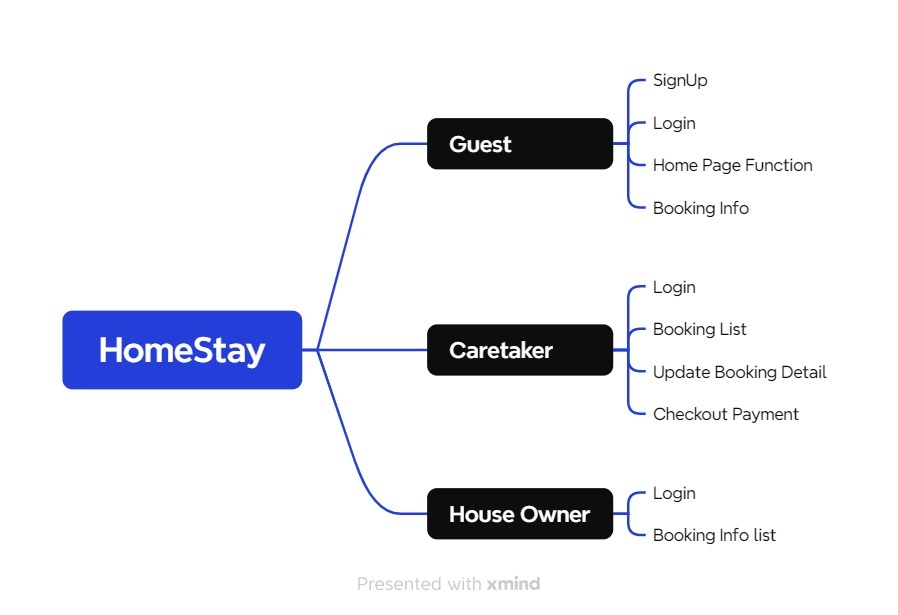 HomeStay
Guest
SignUp
Login
Home Page Function
Booking Info
Caretaker
Login
Booking List
Update Booking Detail
Checkout Payment
House Owner
Login
Booking Info list
Presented with xmind